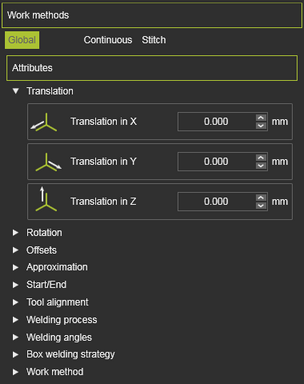 Work methods
Global Continuous Stitch
Attributes
Translation
Translation in X 0.000 mm
Translation in Y 0.000 mm
Translation in Z 0.000 mm
Rotation
Offsets
Approximation
Start/End
Tool alignment
Welding process
Welding angles
Box welding strategy
Work method